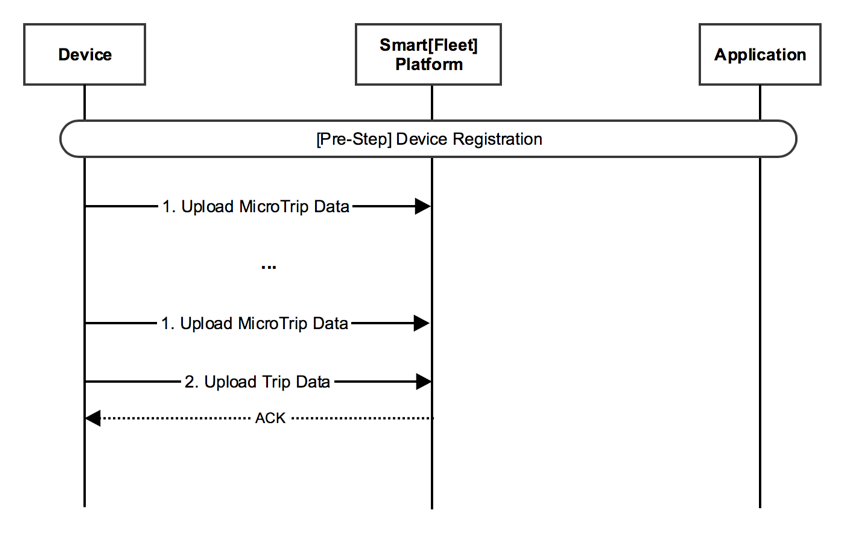 Device
Smart[Fleet]
Platform
Application
[Pre-Step] Device Registration
1. Upload MicroTrip Data
...
1. Upload MicroTrip Data
2. Upload Trip Data
ACK